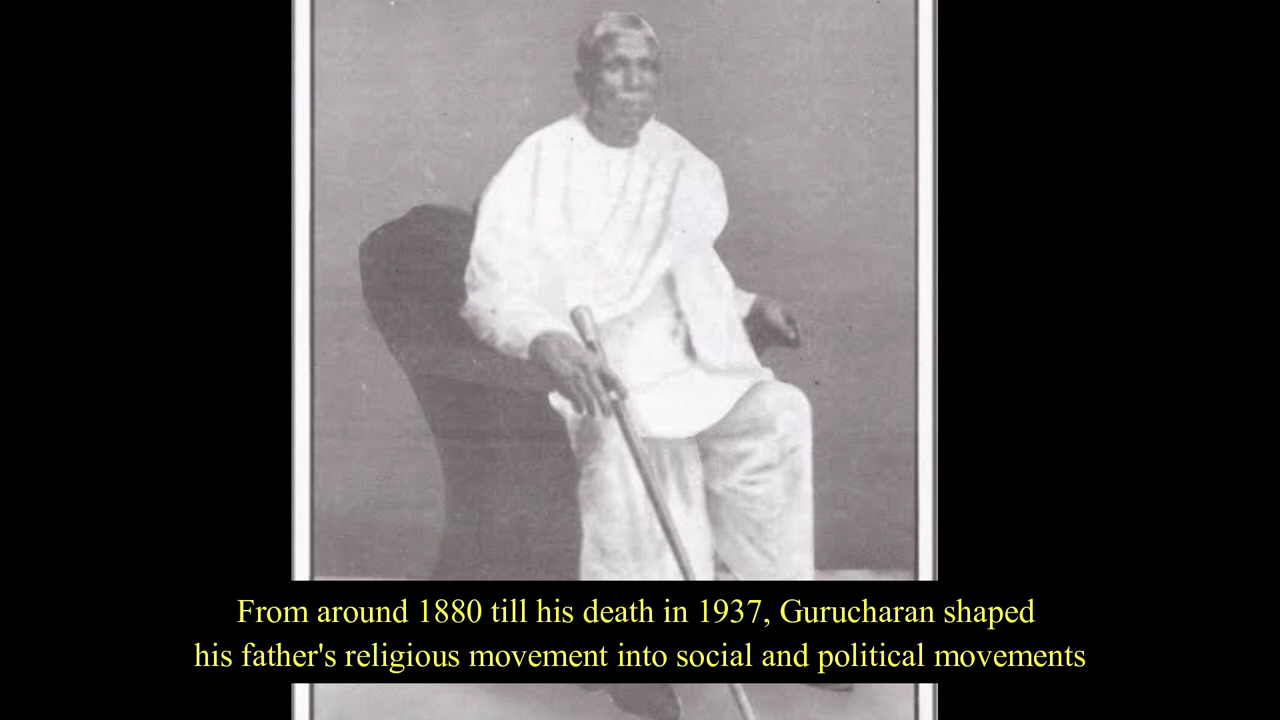 From around 1880 till his death in 1937, Gurucharan shaped
his father's religious movement into social and political movements